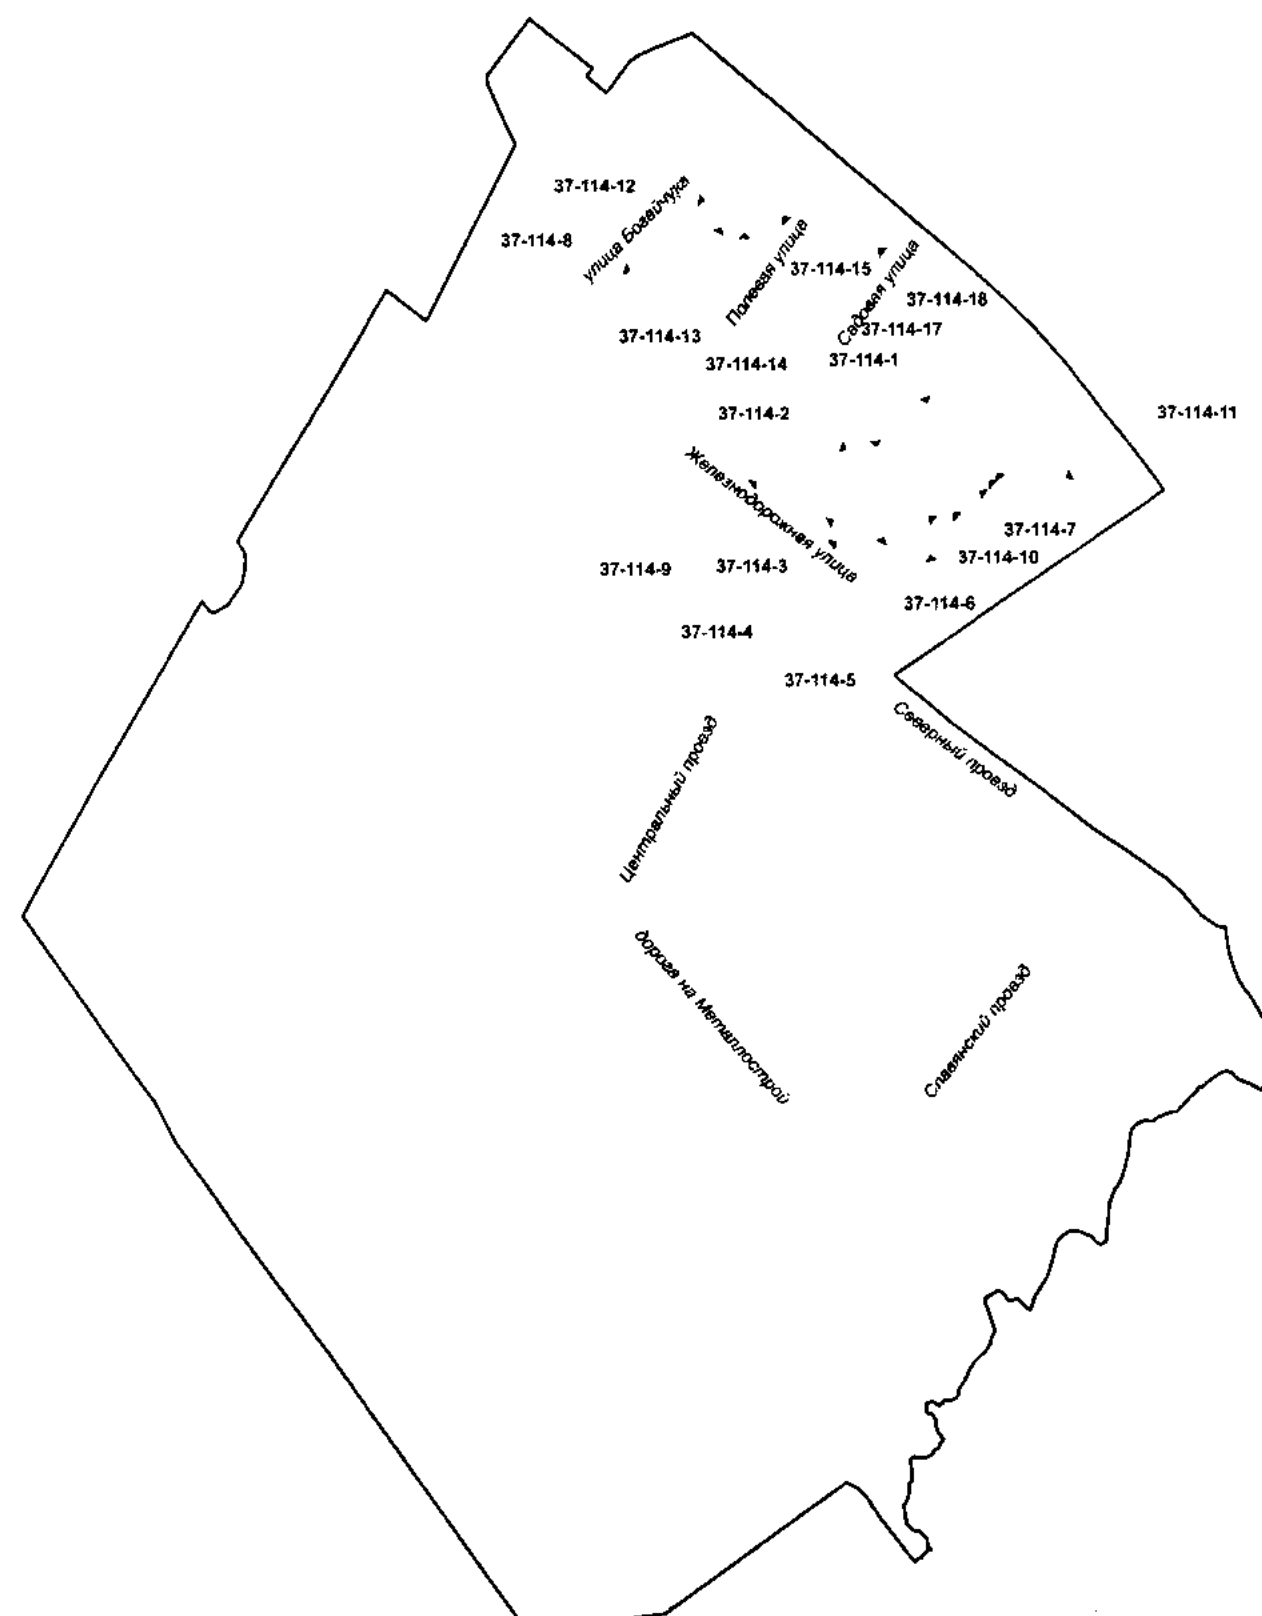 37-114-12
улица Богайчука
37-114-8
Полевая улица
37-114-15
Садовая улица
37-114-18
37-114-17
37-114-13
37-114-14
37-114-1
37-114-2
37-114-11
Железнодорожная улица
37-114-7
37-114-10
37-114-9
37-114-3
37-114-6
37-114-4
37-114-5
Северный проезд
Центральный проезд
дорога на Металлострой
Славянский проезд